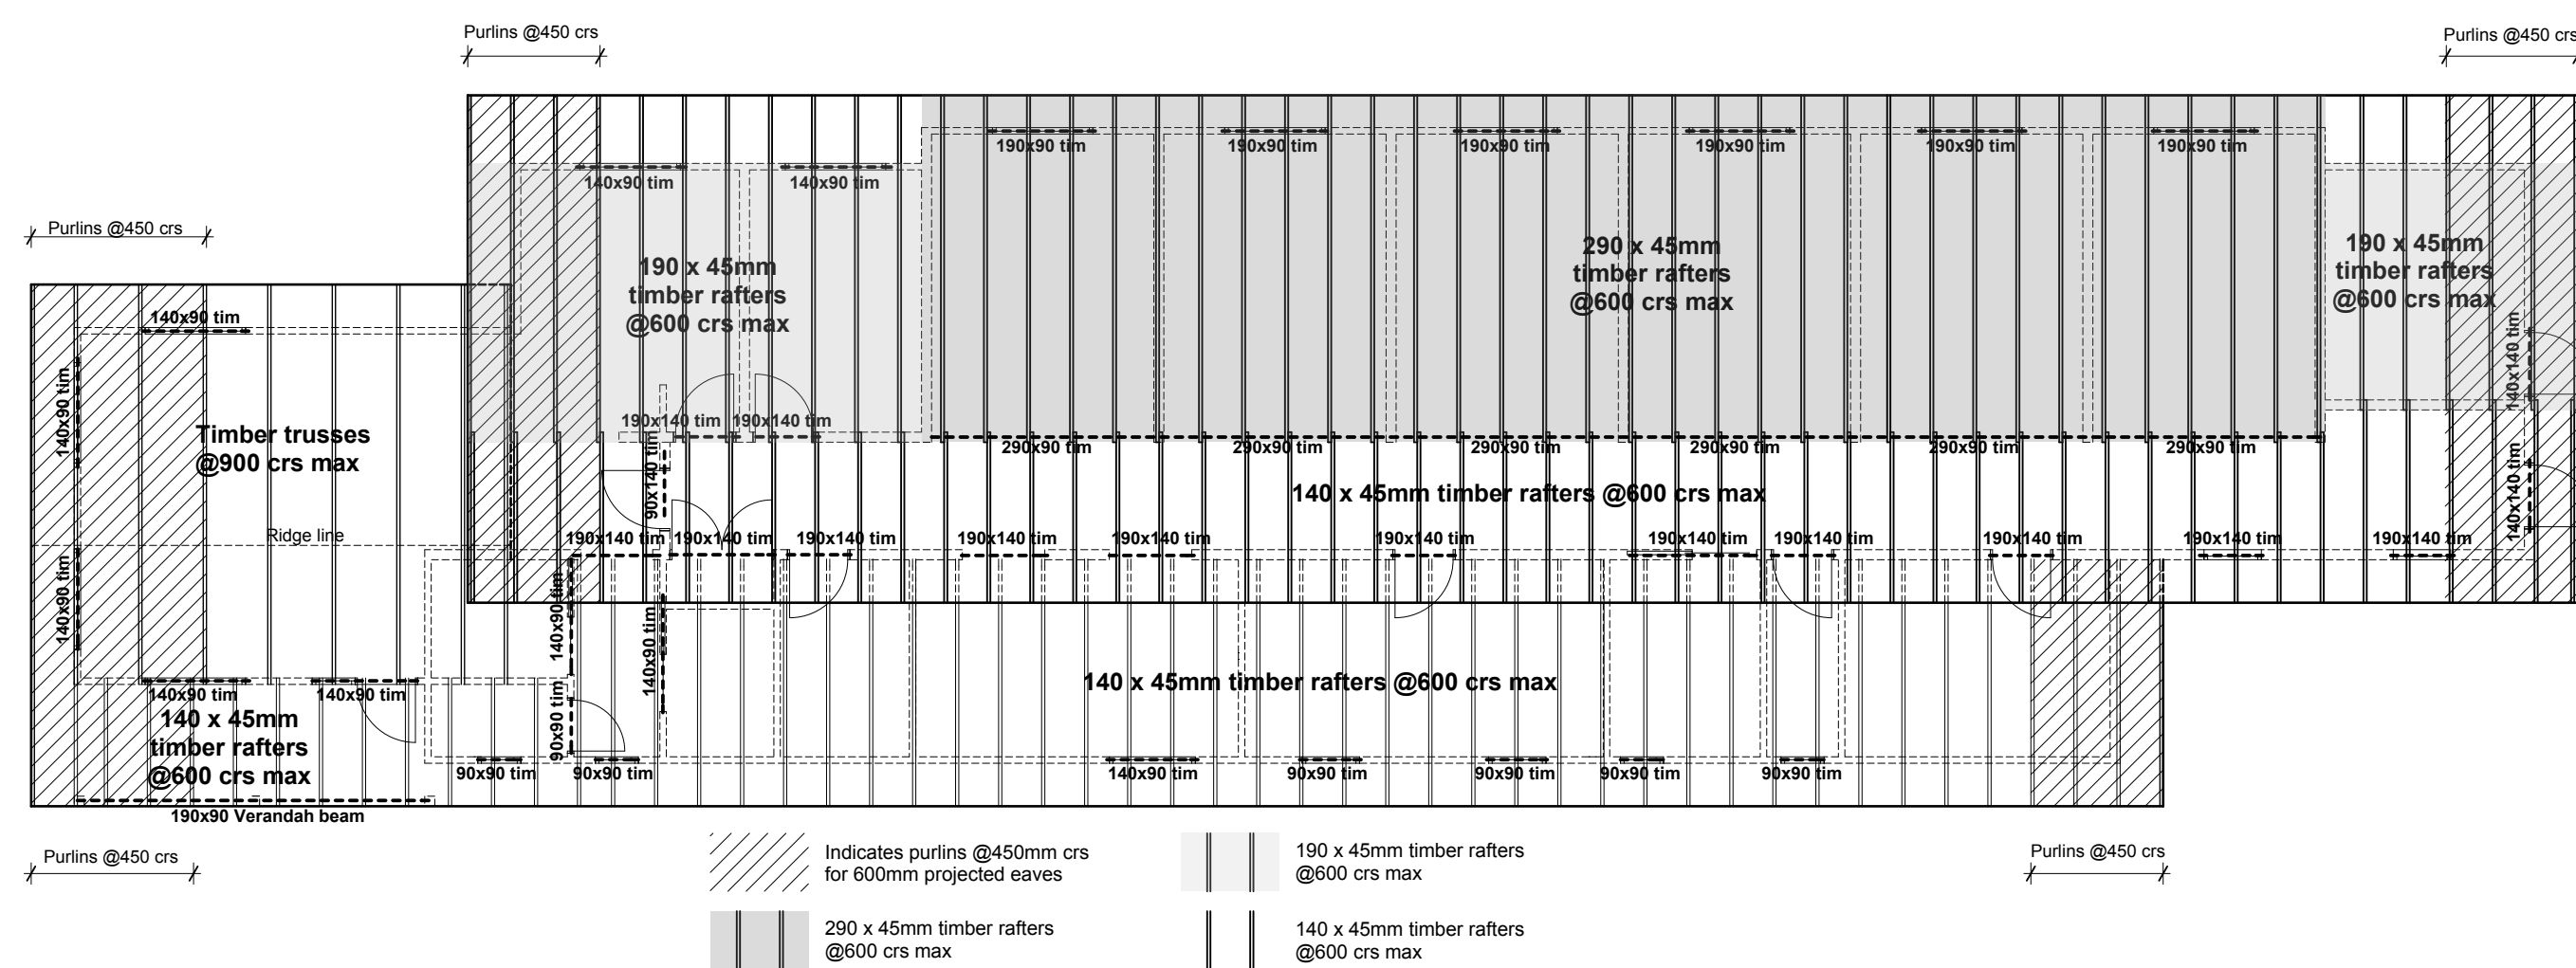 Purlins @450 crs
Purlins @450 crs
190x90 tim
190x90 tim
190x90 tim
190x90 tim
190x90 tim
190x90 tim
140x90 tim
140x90 tim
Purlins @450 crs
190 x 45mm
timber rafters
@600 crs max
290 x 45mm
timber rafters
@600 crs max
190 x 45mm
timber rafters
@600 crs max
140x90 tim
140x90 tim
140x140 tim
Timber trusses
@900 crs max
190x140 tim
190x140 tim
290x90 tim
290x90 tim
290x90 tim
290x90 tim
290x90 tim
290x90 tim
90x140 tim
140x140 tim
140 x 45mm timber rafters @600 crs max
Ridge line
190x140 tim
190x140 tim
190x140 tim
190x140 tim
190x140 tim
190x140 tim
190x140 tim
190x140 tim
190x140 tim
190x140 tim
190x140 tim
140x90 tim
140x90 tim
140x90 tim
140 x 45mm timber rafters @600 crs max
140x90 tim
140x90 tim
90x90 tim
140 x 45mm
timber rafters
@600 crs max
90x90 tim
90x90 tim
140x90 tim
90x90 tim
90x90 tim
90x90 tim
90x90 tim
190x90 Verandah beam
Purlins @450 crs
Purlins @450 crs
Indicates purlins @450mm crs
for 600mm projected eaves
190 x 45mm timber rafters
@600 crs max
290 x 45mm timber rafters
@600 crs max
140 x 45mm timber rafters
@600 crs max